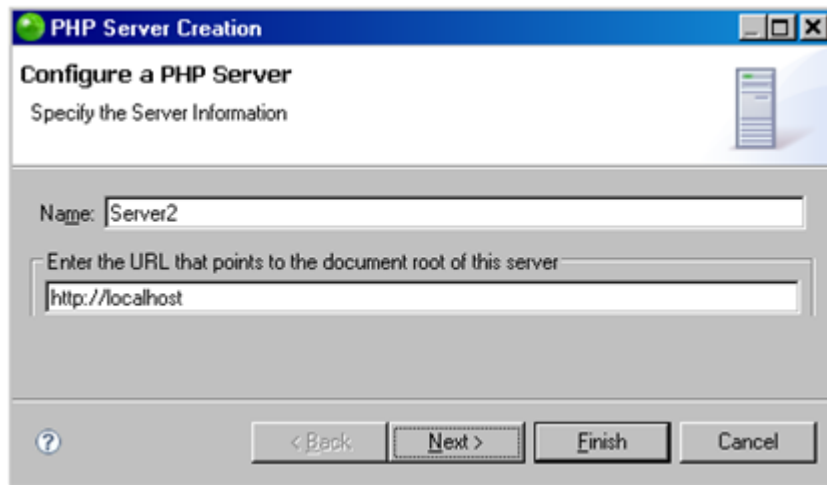 PHP Server Creation
Configure a PHP Server
Specify the Server Information
Name: Server2
Enter the URL that points to the document root of this server
http://localhost
? < Back Next > Finish Cancel